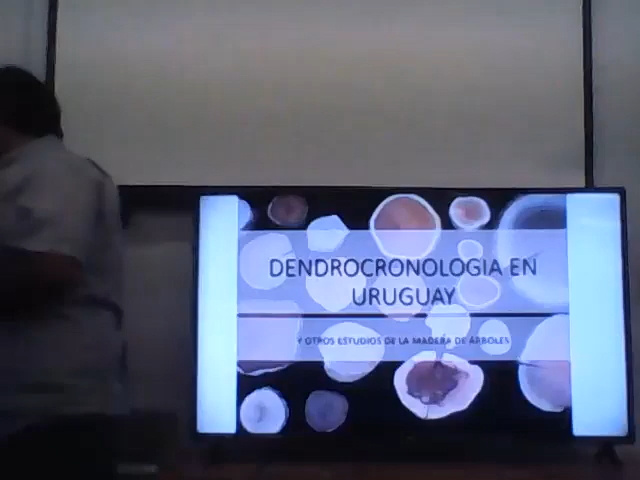 DENDROCRONOLOGIA EN
URUGUAY
Y OTROS ESTUDIOS DE LA MADERA DE ÁRBOLES